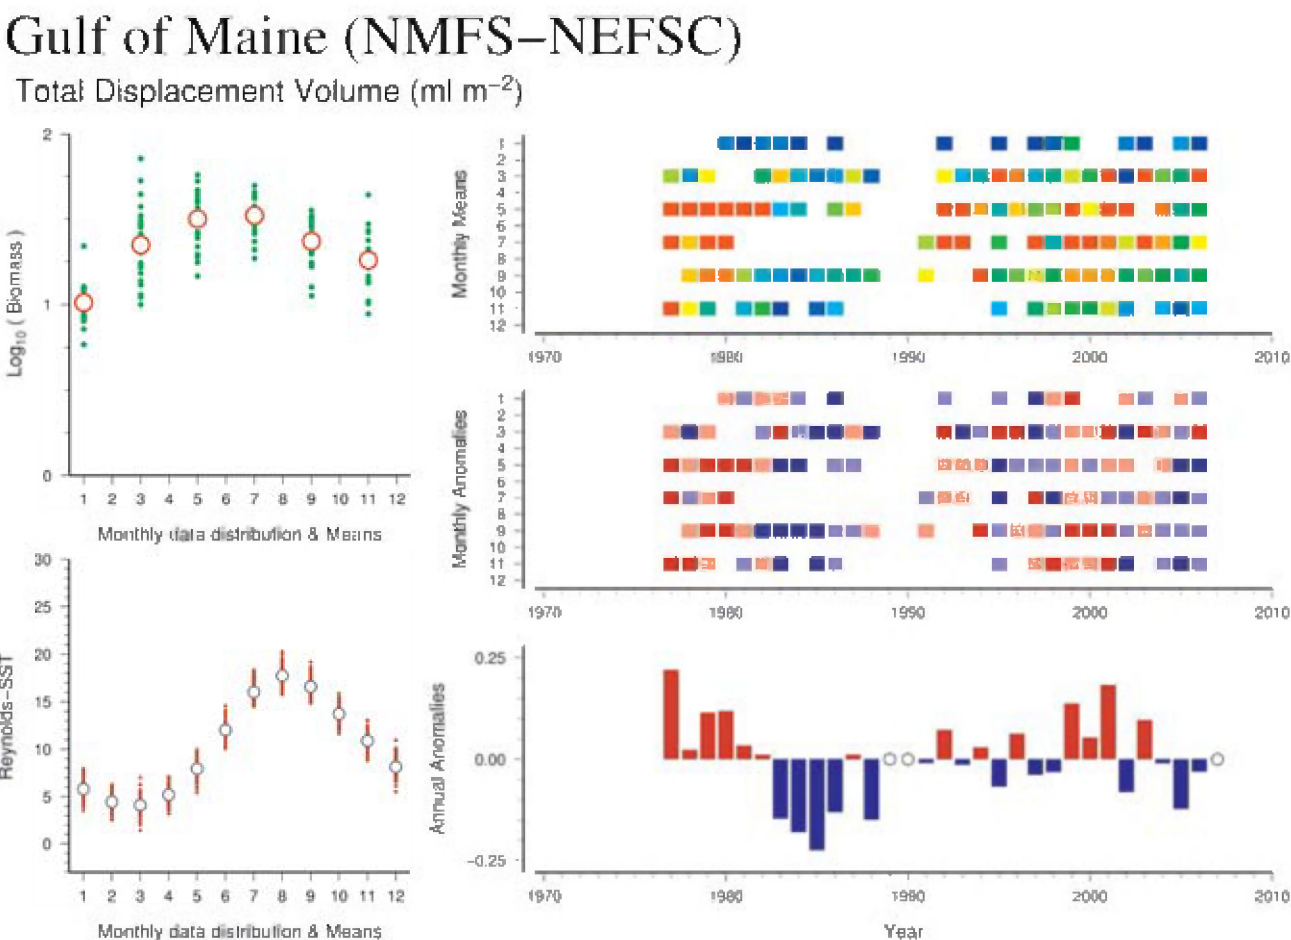 Gulf of Maine (NMFS–NEFSC)
Total Displacement Volume (ml m−2)
Log10 ( Biomass )
2
1
0
1 2 3 4 5 6 7 8 9 10 11 12
Monthly data distribution & Means
Reynolds–SST
30
25
20
15
10
5
0
1 2 3 4 5 6 7 8 9 10 11 12
Monthly data distribution & Means
Monthly Means
1
2
3
4
5
6
7
8
9
10
11
12
1970 1980 1990 2000 2010
Monthly Anomalies
1
2
3
4
5
6
7
8
9
10
11
12
1970 1980 1990 2000 2010
Annual Anomalies
0.25
0.00
−0.25
1970 1980 1990 2000 2010
Year